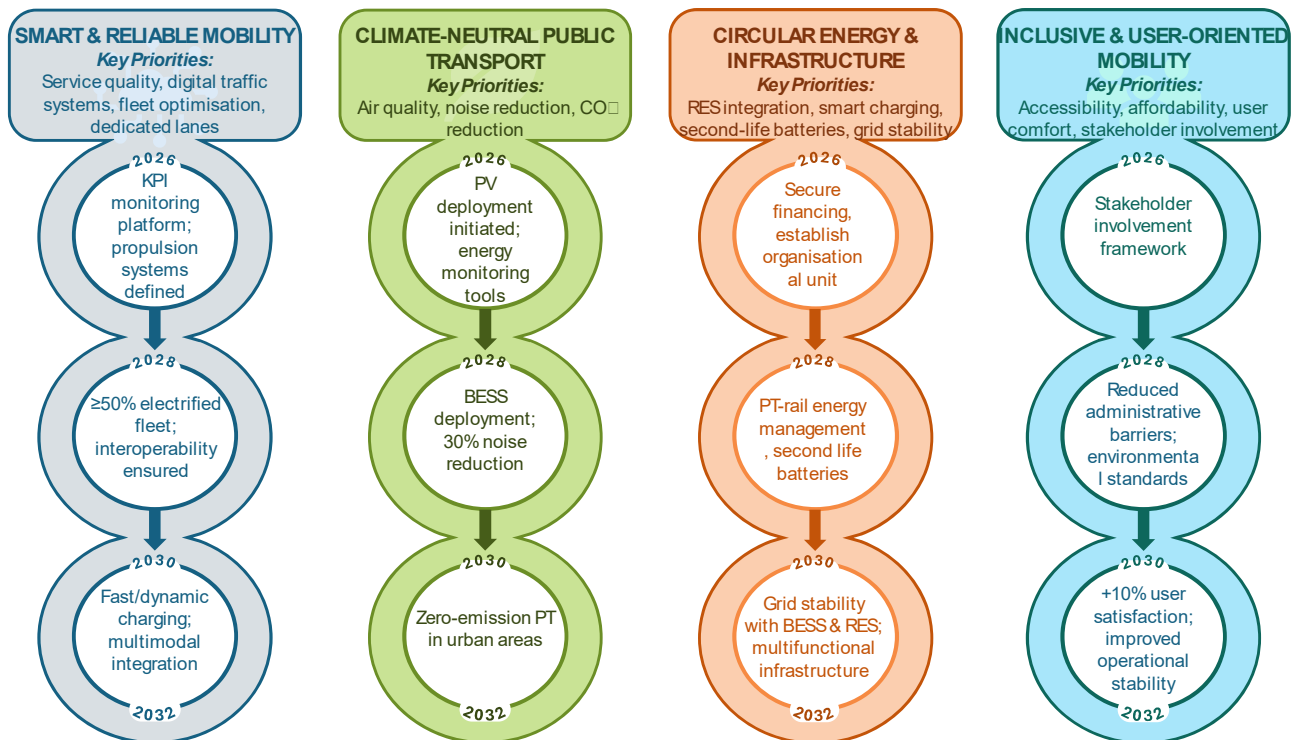 SMART & RELIABLE MOBILITY
Key Priorities:
Service quality, digital traffic
systems, fleet optimisation,
dedicated lanes
2026
KPI
monitoring
platform;
propulsion
systems
defined
2028
≥50% electrified
fleet;
interoperability
ensured
2030
Fast/dynamic
charging;
multimodal
integration
2032
CLIMATE-NEUTRAL PUBLIC
TRANSPORT
Key Priorities:
Air quality, noise reduction, CO□
reduction
2026
PV
deployment
initiated;
energy
monitoring
tools
2028
BESS
deployment;
30% noise
reduction
2030
Zero-emission PT
in urban areas
2032
CIRCULAR ENERGY &
INFRASTRUCTURE
Key Priorities:
RES integration, smart charging,
second-life batteries, grid stability
2026
Secure
financing,
establish
organisation
al unit
2028
PT-rail energy
management
, second life
batteries
2030
Grid stability
with BESS & RES;
multifunctional
infrastructure
2032
INCLUSIVE & USER-ORIENTED
MOBILITY
Key Priorities:
Accessibility, affordability, user
comfort, stakeholder involvement
2026
Stakeholder
involvement
framework
2028
Reduced
administrative
barriers;
environmenta
l standards
2030
+10% user
satisfaction;
improved
operational
stability
2032